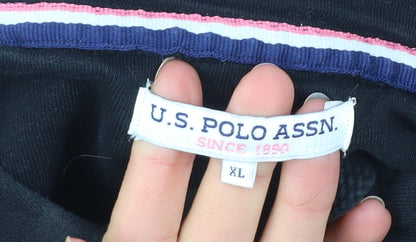 U.S. POLO ASSN.
SINCE 1890
XL